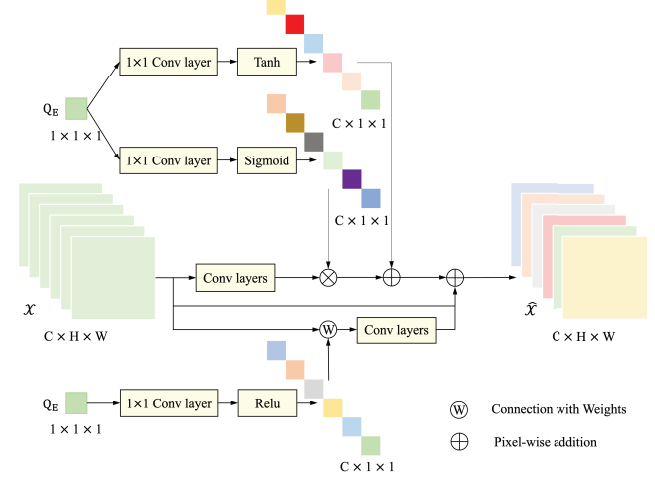 1×1 Conv layer
Tanh
Q_E
1 × 1 × 1
C × 1 × 1
1×1 Conv layer
Sigmoid
C × 1 × 1
Conv layers
𝒳
C × H × W
W
Conv layers
𝒳̂
C × H × W
Q_E
1×1 Conv layer
Relu
1 × 1 × 1
C × 1 × 1
W Connection with Weights
Pixel-wise addition